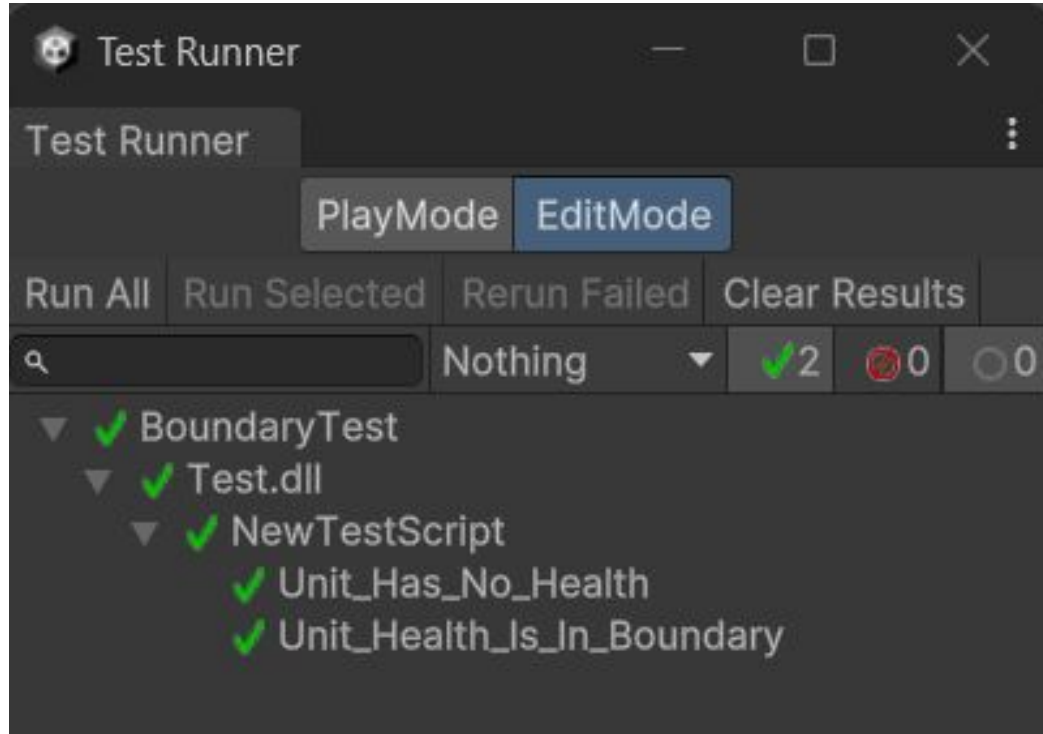 Test Runner
Test Runner
PlayMode EditMode
Run All Run Selected Rerun Failed Clear Results
Nothing 2 0 0
BoundaryTest
Test.dll
NewTestScript
Unit_Has_No_Health
Unit_Health_Is_In_Boundary